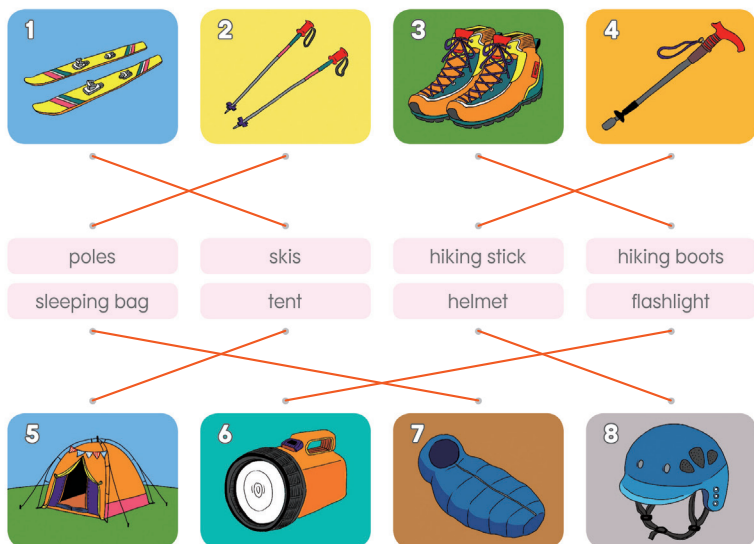 1 2 3 4
poles skis hiking stick hiking boots
sleeping bag tent helmet flashlight
5 6 7 8